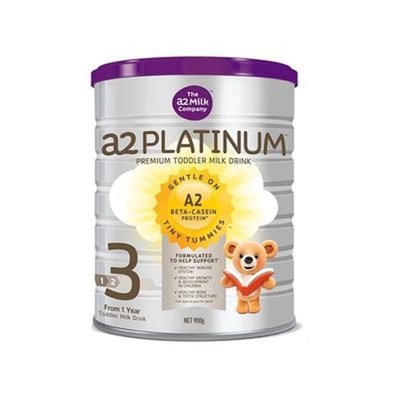 The
a2 Milk
Company
a2 PLATINUM™
PREMIUM TODDLER MILK DRINK
GENTLE ON
A2
BETA-CASEIN
PROTEIN*
TINY TUMMIES
FORMULATED
TO HELP SUPPORT†
HEALTHY IMMUNE
SYSTEM
HEALTHY GROWTH
& DEVELOPMENT
IN CHILDREN
HEALTHY BONE
& TEETH STRUCTURE
1 2 3
From 1 Year
Toddler Milk Drink
NET 900g